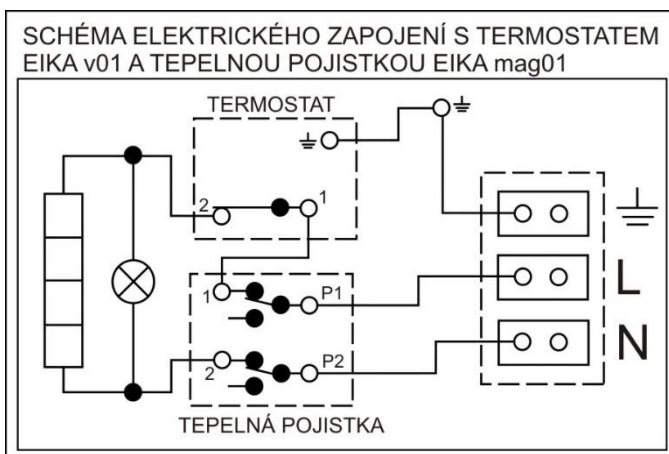 SCHÉMA ELEKTRICKÉHO ZAPOJENÍ S TERMOSTATEM
EIKA v01 A TEPELNOU POJISTKOU EIKA mag01
TERMOSTAT
2
1
L
1
P1
N
2
P2
TEPELNÁ POJISTKA